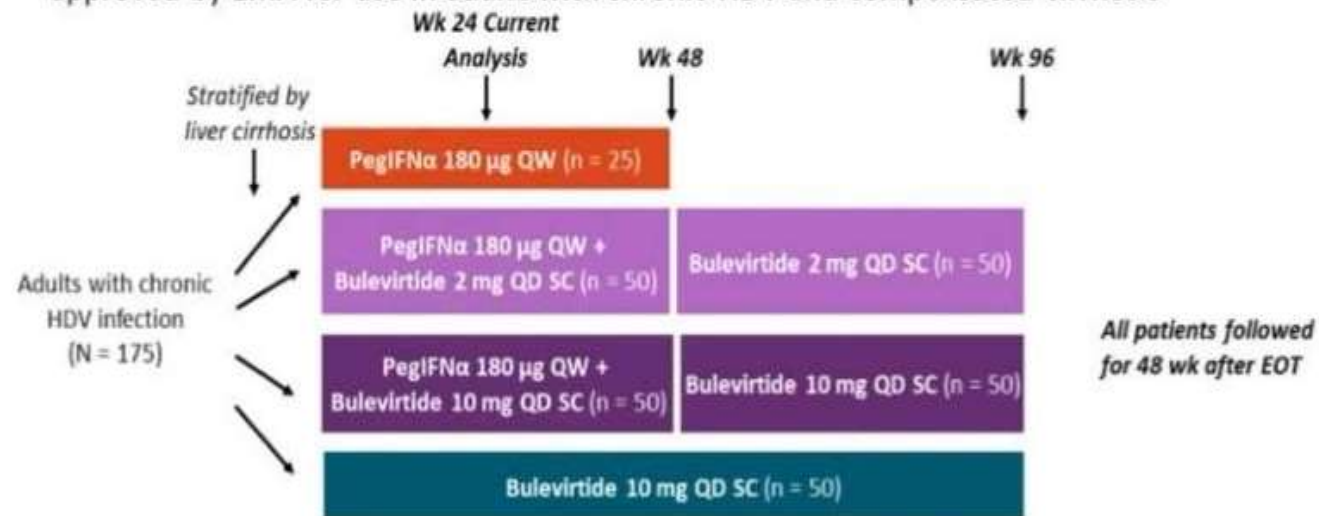 Wk 24 Current
Analysis
Wk 48
Wk 96
Stratified by
liver cirrhosis
PegIFNα 180 µg QW (n = 25)
PegIFNα 180 µg QW +
Bulevirtide 2 mg QD SC (n = 50)
Bulevirtide 2 mg QD SC (n = 50)
Adults with chronic
HDV infection
(N = 175)
PegIFNα 180 µg QW +
Bulevirtide 10 mg QD SC (n = 50)
Bulevirtide 10 mg QD SC (n = 50)
All patients followed
for 48 wk after EOT
Bulevirtide 10 mg QD SC (n = 50)